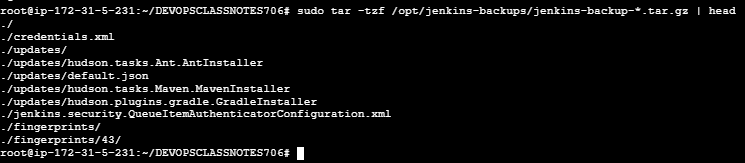 root@ip-172-31-5-231:~/DEVOPSCLASSNOTES706# sudo tar -tzf /opt/jenkins-backups/jenkins-backup-*.tar.gz | head
./
./credentials.xml
./updates/
./updates/hudson.tasks.Ant.AntInstaller
./updates/default.json
./updates/hudson.tasks.Maven.MavenInstaller
./updates/hudson.plugins.gradle.GradleInstaller
./jenkins.security.QueueItemAuthenticatorConfiguration.xml
./fingerprints/
./fingerprints/43/
root@ip-172-31-5-231:~/DEVOPSCLASSNOTES706#